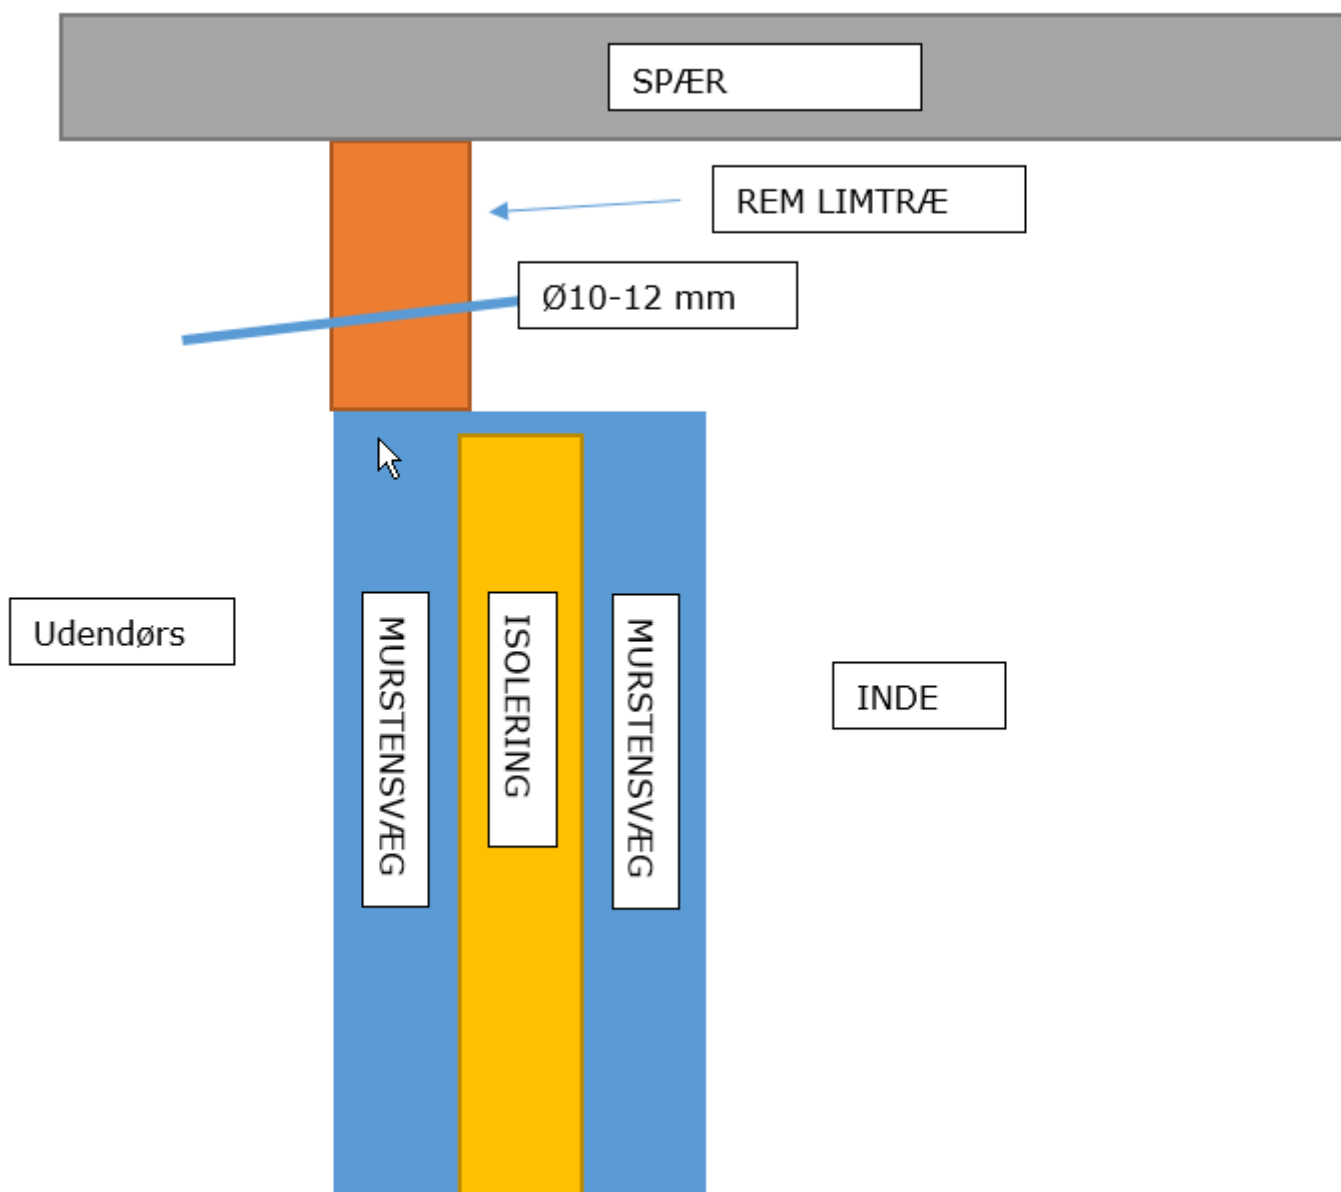 SPÆR
REM LIMTRÆ
Ø10-12 mm
Udendørs
MURSTENSVÆG
ISOLERING
MURSTENSVÆG
INDE